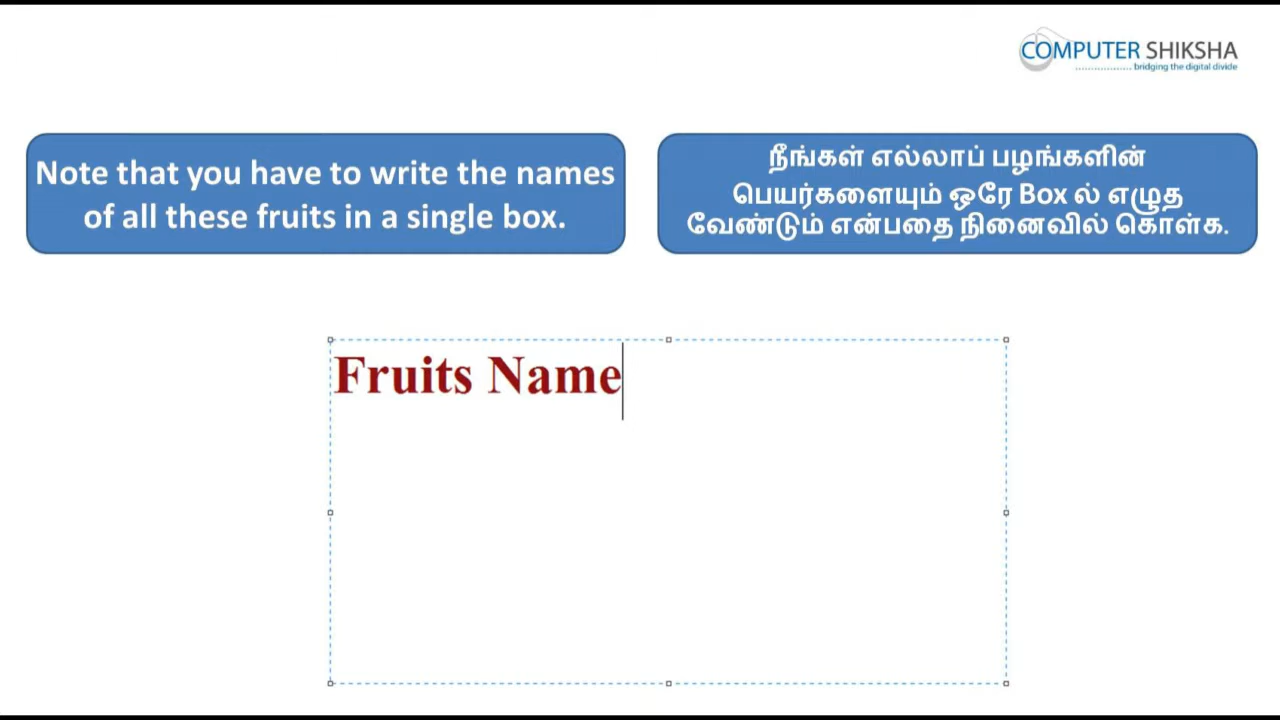 COMPUTER SHIKSHA
bridging the digital divide
Note that you have to write the names
of all these fruits in a single box.
நீங்கள் எல்லாப் பழங்களின்
பெயர்களையும் ஒரே Box ல் எழுத
வேண்டும் என்பதை நினைவில் கொள்க.
Fruits Name